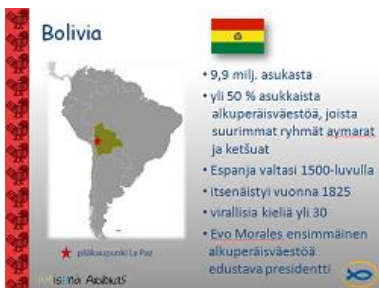 Bolivia
• 9,9 milj. asukasta
• yli 50 % asukkaista
alkuperäisväestöä, joista
suurimmat ryhmät aymarat
ja ketšuat
• Espanja valtasi 1500-luvulla
• itsenäistyi vuonna 1825
• virallisia kieliä yli 30
• Evo Morales ensimmäinen
alkuperäisväestöä
edustava presidentti
pääkaupunki La Paz